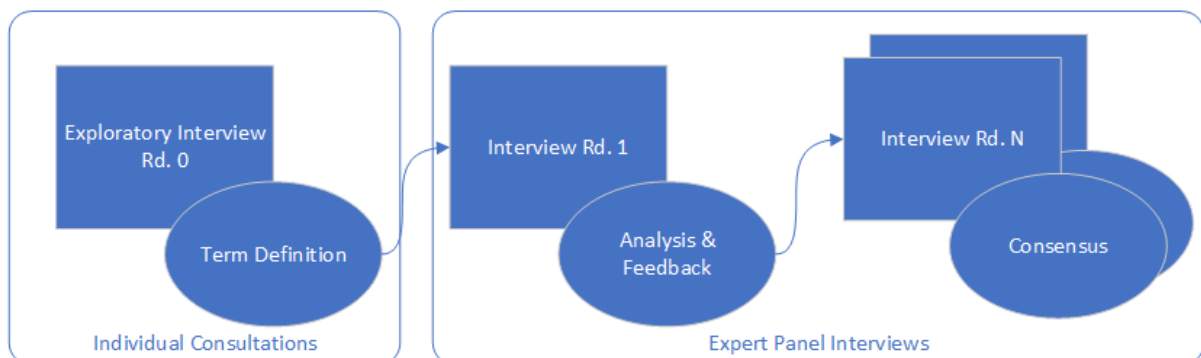 Exploratory Interview
Rd. 0
Term Definition
Individual Consultations
Interview Rd. 1
Analysis &
Feedback
Interview Rd. N
Consensus
Expert Panel Interviews